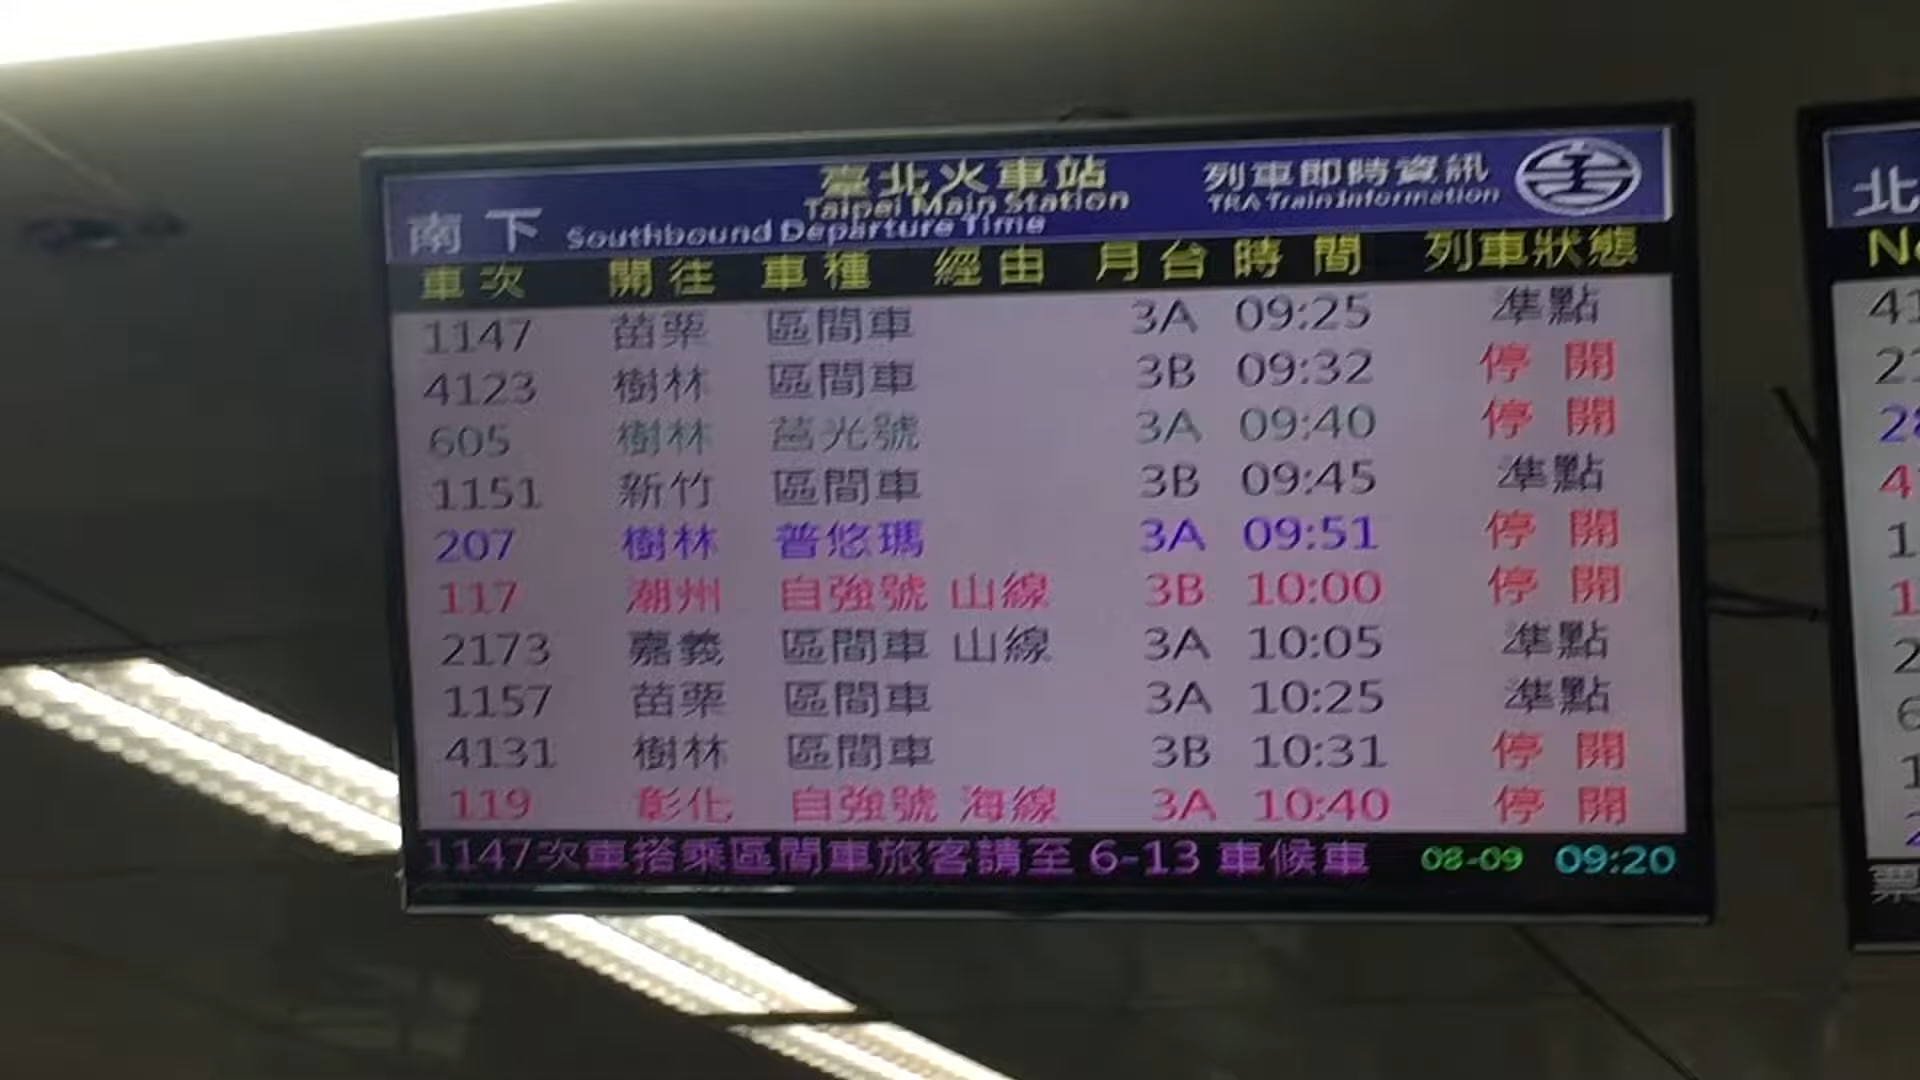 臺北火車站 列車即時資訊
Taipei Main Station TRA Train Information
南下 Southbound Departure Time
車次 開往 車種 經由 月台 時間 列車狀態
1147 苗栗 區間車 3A 09:25 準點
4123 樹林 區間車 3B 09:32 停開
605 樹林 莒光號 3A 09:40 停開
1151 新竹 區間車 3B 09:45 準點
207 樹林 普悠瑪 3A 09:51 停開
117 潮州 自強號 山線 3B 10:00 停開
2173 嘉義 區間車 山線 3A 10:05 準點
1157 苗栗 區間車 3A 10:25 準點
4131 樹林 區間車 3B 10:31 停開
119 彰化 自強號 海線 3A 10:40 停開
1147次車搭乘區間車旅客請至 6-13 車候車 08-09 09:20
北